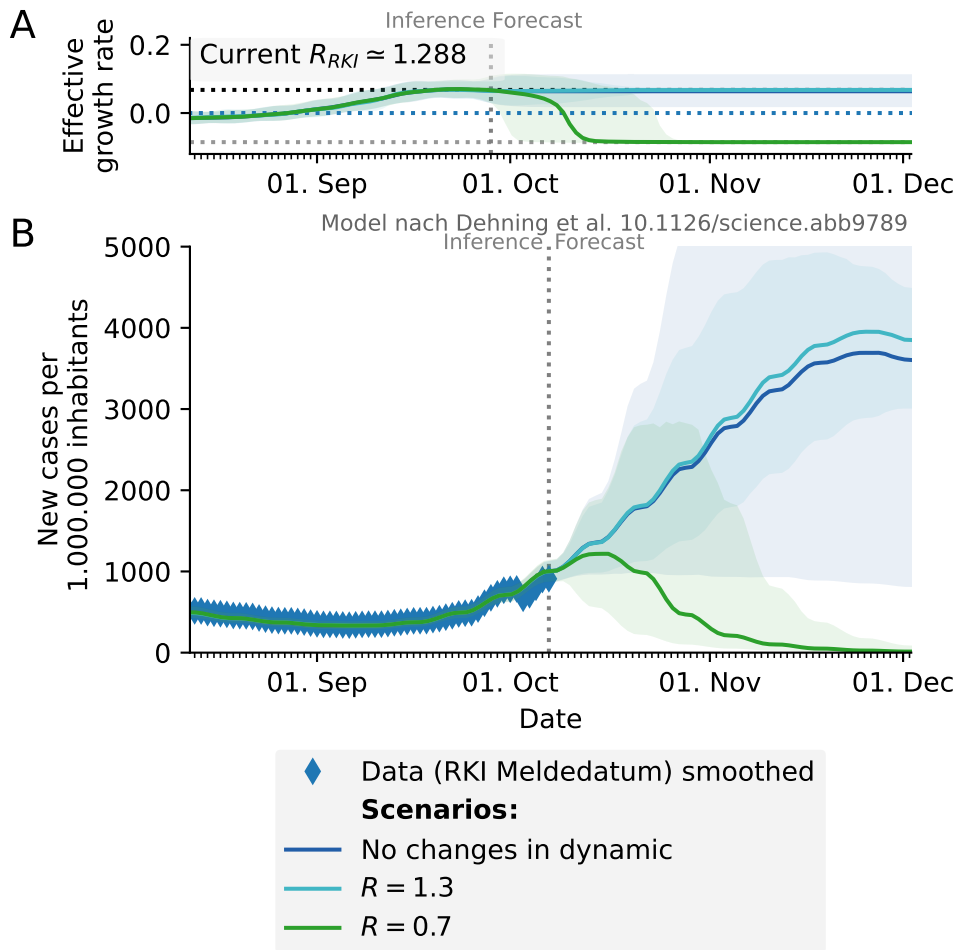 A
Inference Forecast
Effective
growth rate
0.2
0.0
Current R_RKI ≃ 1.288
01. Sep
01. Oct
01. Nov
01. Dec
B
Model nach Dehning et al. 10.1126/science.abb9789
Inference Forecast
New cases per
1.000.000 inhabitants
5000
4000
3000
2000
1000
0
01. Sep
01. Oct
01. Nov
01. Dec
Date
Data (RKI Meldedatum) smoothed
Scenarios:
No changes in dynamic
R = 1.3
R = 0.7